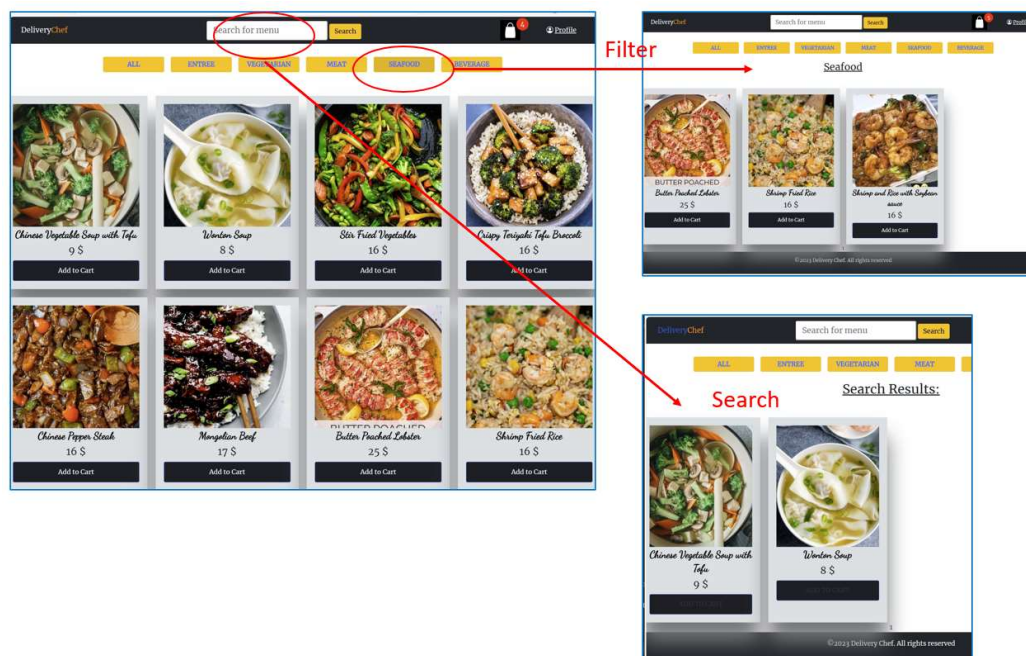 DeliveryChef
Search for menu
Search
4
Profile
ALL
ENTREE
VEGETARIAN
MEAT
SEAFOOD
BEVERAGE
Chinese Vegetable Soup with Tofu
9 $
Add to Cart
Wonton Soup
8 $
Add to Cart
Stir Fried Vegetables
16 $
Add to Cart
Crispy Teriyaki Tofu Broccoli
16 $
Add to Cart
Chinese Pepper Steak
16 $
Add to Cart
Mongolian Beef
17 $
Add to Cart
BUTTER POACHED
Butter Poached Lobster
25 $
Add to Cart
Shrimp Fried Rice
16 $
Add to Cart
Filter
DeliveryChef
Search for menu
Search
Profile
ALL
ENTREE
VEGETARIAN
MEAT
SEAFOOD
BEVERAGE
Seafood
BUTTER POACHED
Butter Poached Lobster
25 $
Add to Cart
Shrimp Fried Rice
16 $
Add to Cart
Shrimp and Rice with Soybean
sauce
16 $
Add to Cart
1
©2023 Delivery Chef. All rights reserved
Search
DeliveryChef
Search for menu
Search
ALL
ENTREE
VEGETARIAN
MEAT
Search Results:
Chinese Vegetable Soup with
Tofu
9 $
Wonton Soup
8 $
1
©2023 Delivery Chef. All rights reserved